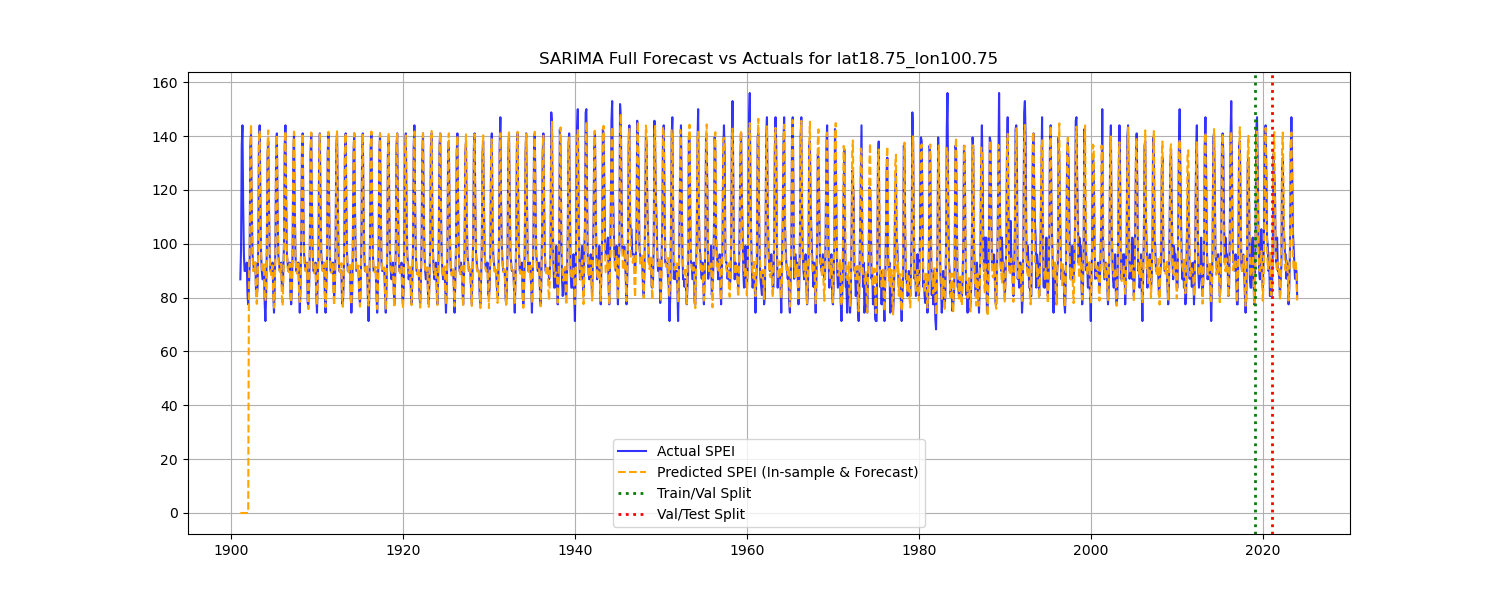 SARIMA Full Forecast vs Actuals for lat18.75_lon100.75
160
140
120
100
80
60
40
20
0
Actual SPEI
Predicted SPEI (In-sample & Forecast)
Train/Val Split
Val/Test Split
1900 1920 1940 1960 1980 2000 2020